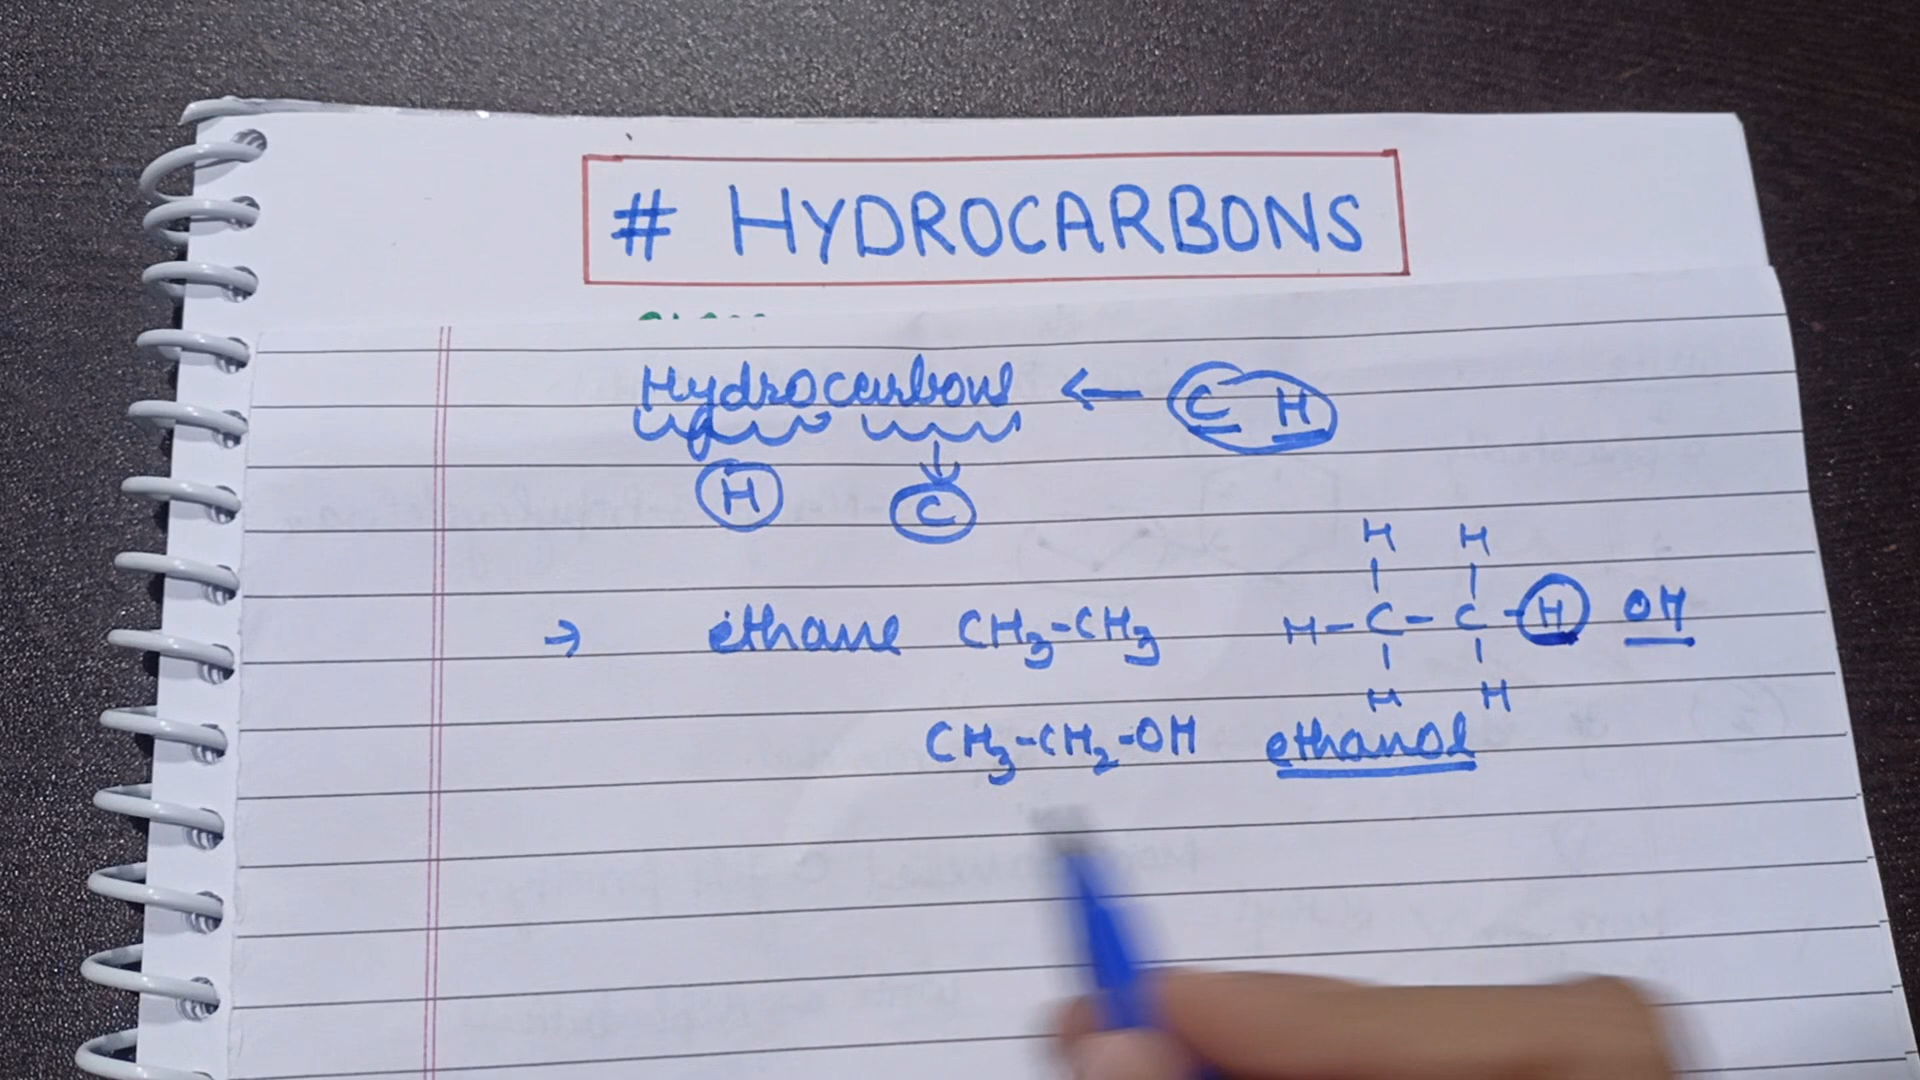 # HYDROCARBONS
Hydrocarbons ← C H
H C
H H
→ ethane CH3-CH3 H-C-C-H OH
H H
CH3-CH2-OH ethanol